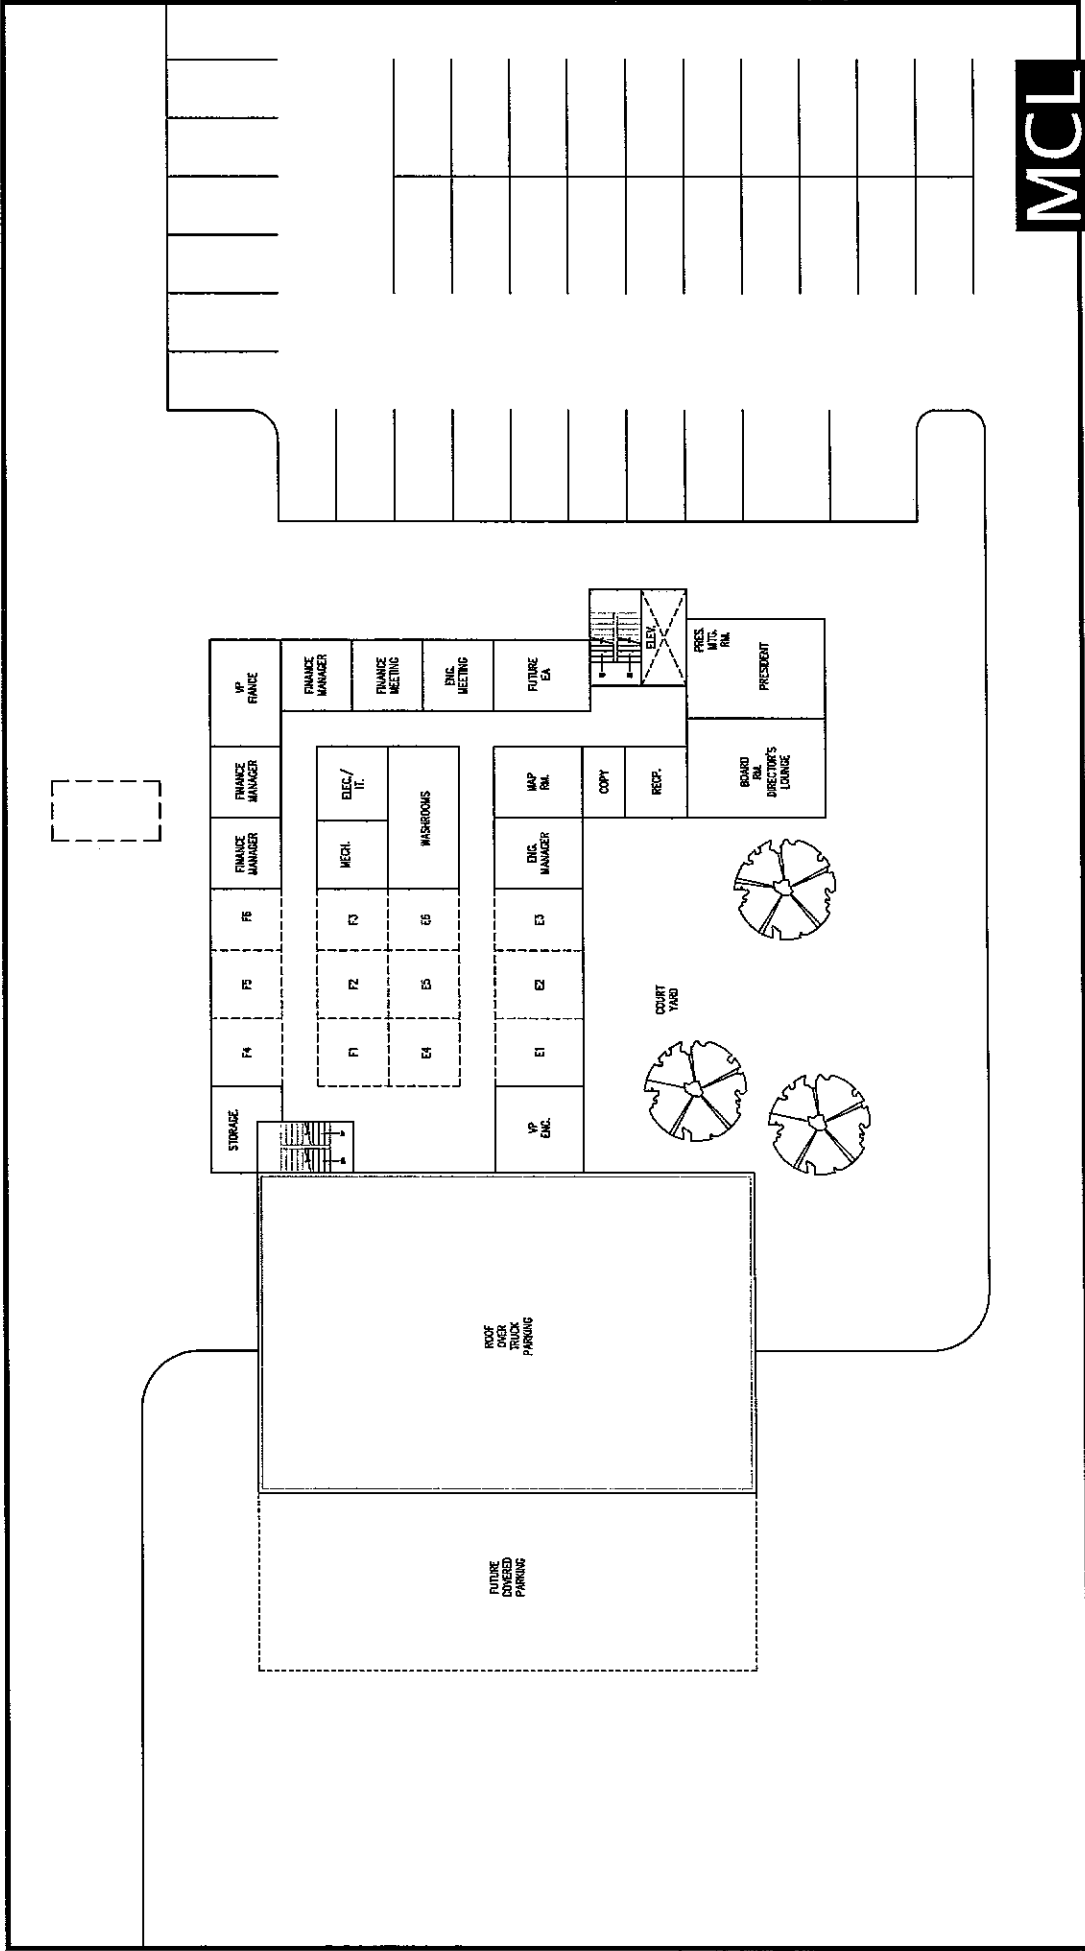 MCL
VP
FIANCE
FINANCE
MANAGER
FINANCE
MEETING
ENG.
MEETING
FUTURE
EA
ELEV.
PRES.
MTG.
RM.
PRESIDENT
FINANCE
MANAGER
ELEC./
IT.
WASHROOMS
MAP
RM.
COPY
RECP.
BOARD
RM.
DIRECTOR'S
LOUNGE
FINANCE
MANAGER
MECH.
ENG.
MANAGER
F6
F3
E6
E3
F5
F2
E5
E2
COURT
YARD
F4
F1
E4
E1
STORAGE
VP
ENG.
ROOF
OVER
TRUCK
PARKING
FUTURE
COVERED
PARKING